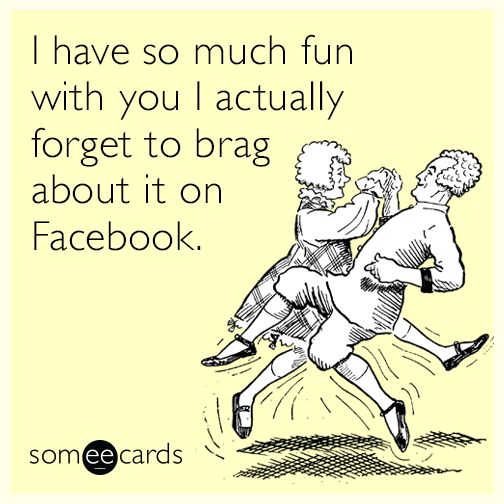 I have so much fun
with you I actually
forget to brag
about it on
Facebook.
someecards